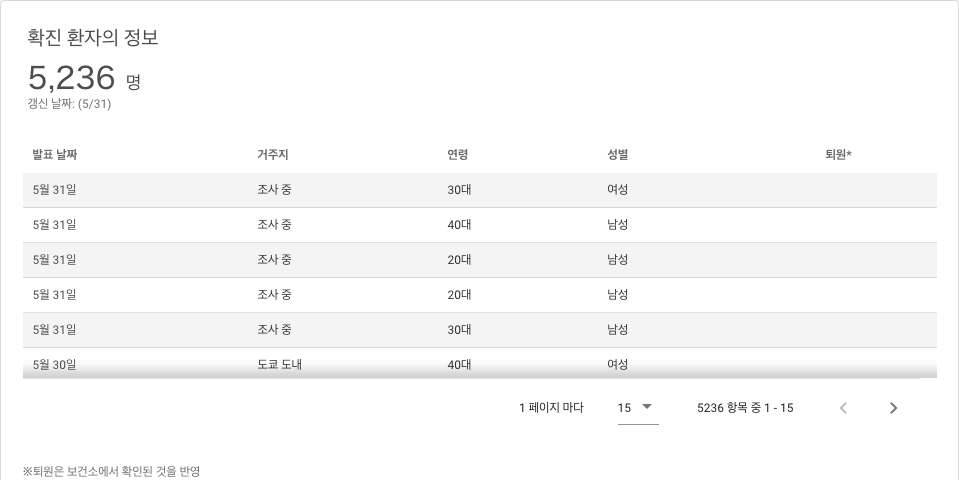 확진 환자의 정보
5,236 명
갱신 날짜: (5/31)
발표 날짜 거주지 연령 성별 퇴원*
5월 31일 조사 중 30대 여성
5월 31일 조사 중 40대 남성
5월 31일 조사 중 20대 남성
5월 31일 조사 중 20대 남성
5월 31일 조사 중 30대 남성
5월 30일 도쿄 도내 40대 여성
1 페이지 마다 15 5236 항목 중 1 - 15
※퇴원은 보건소에서 확인된 것을 반영